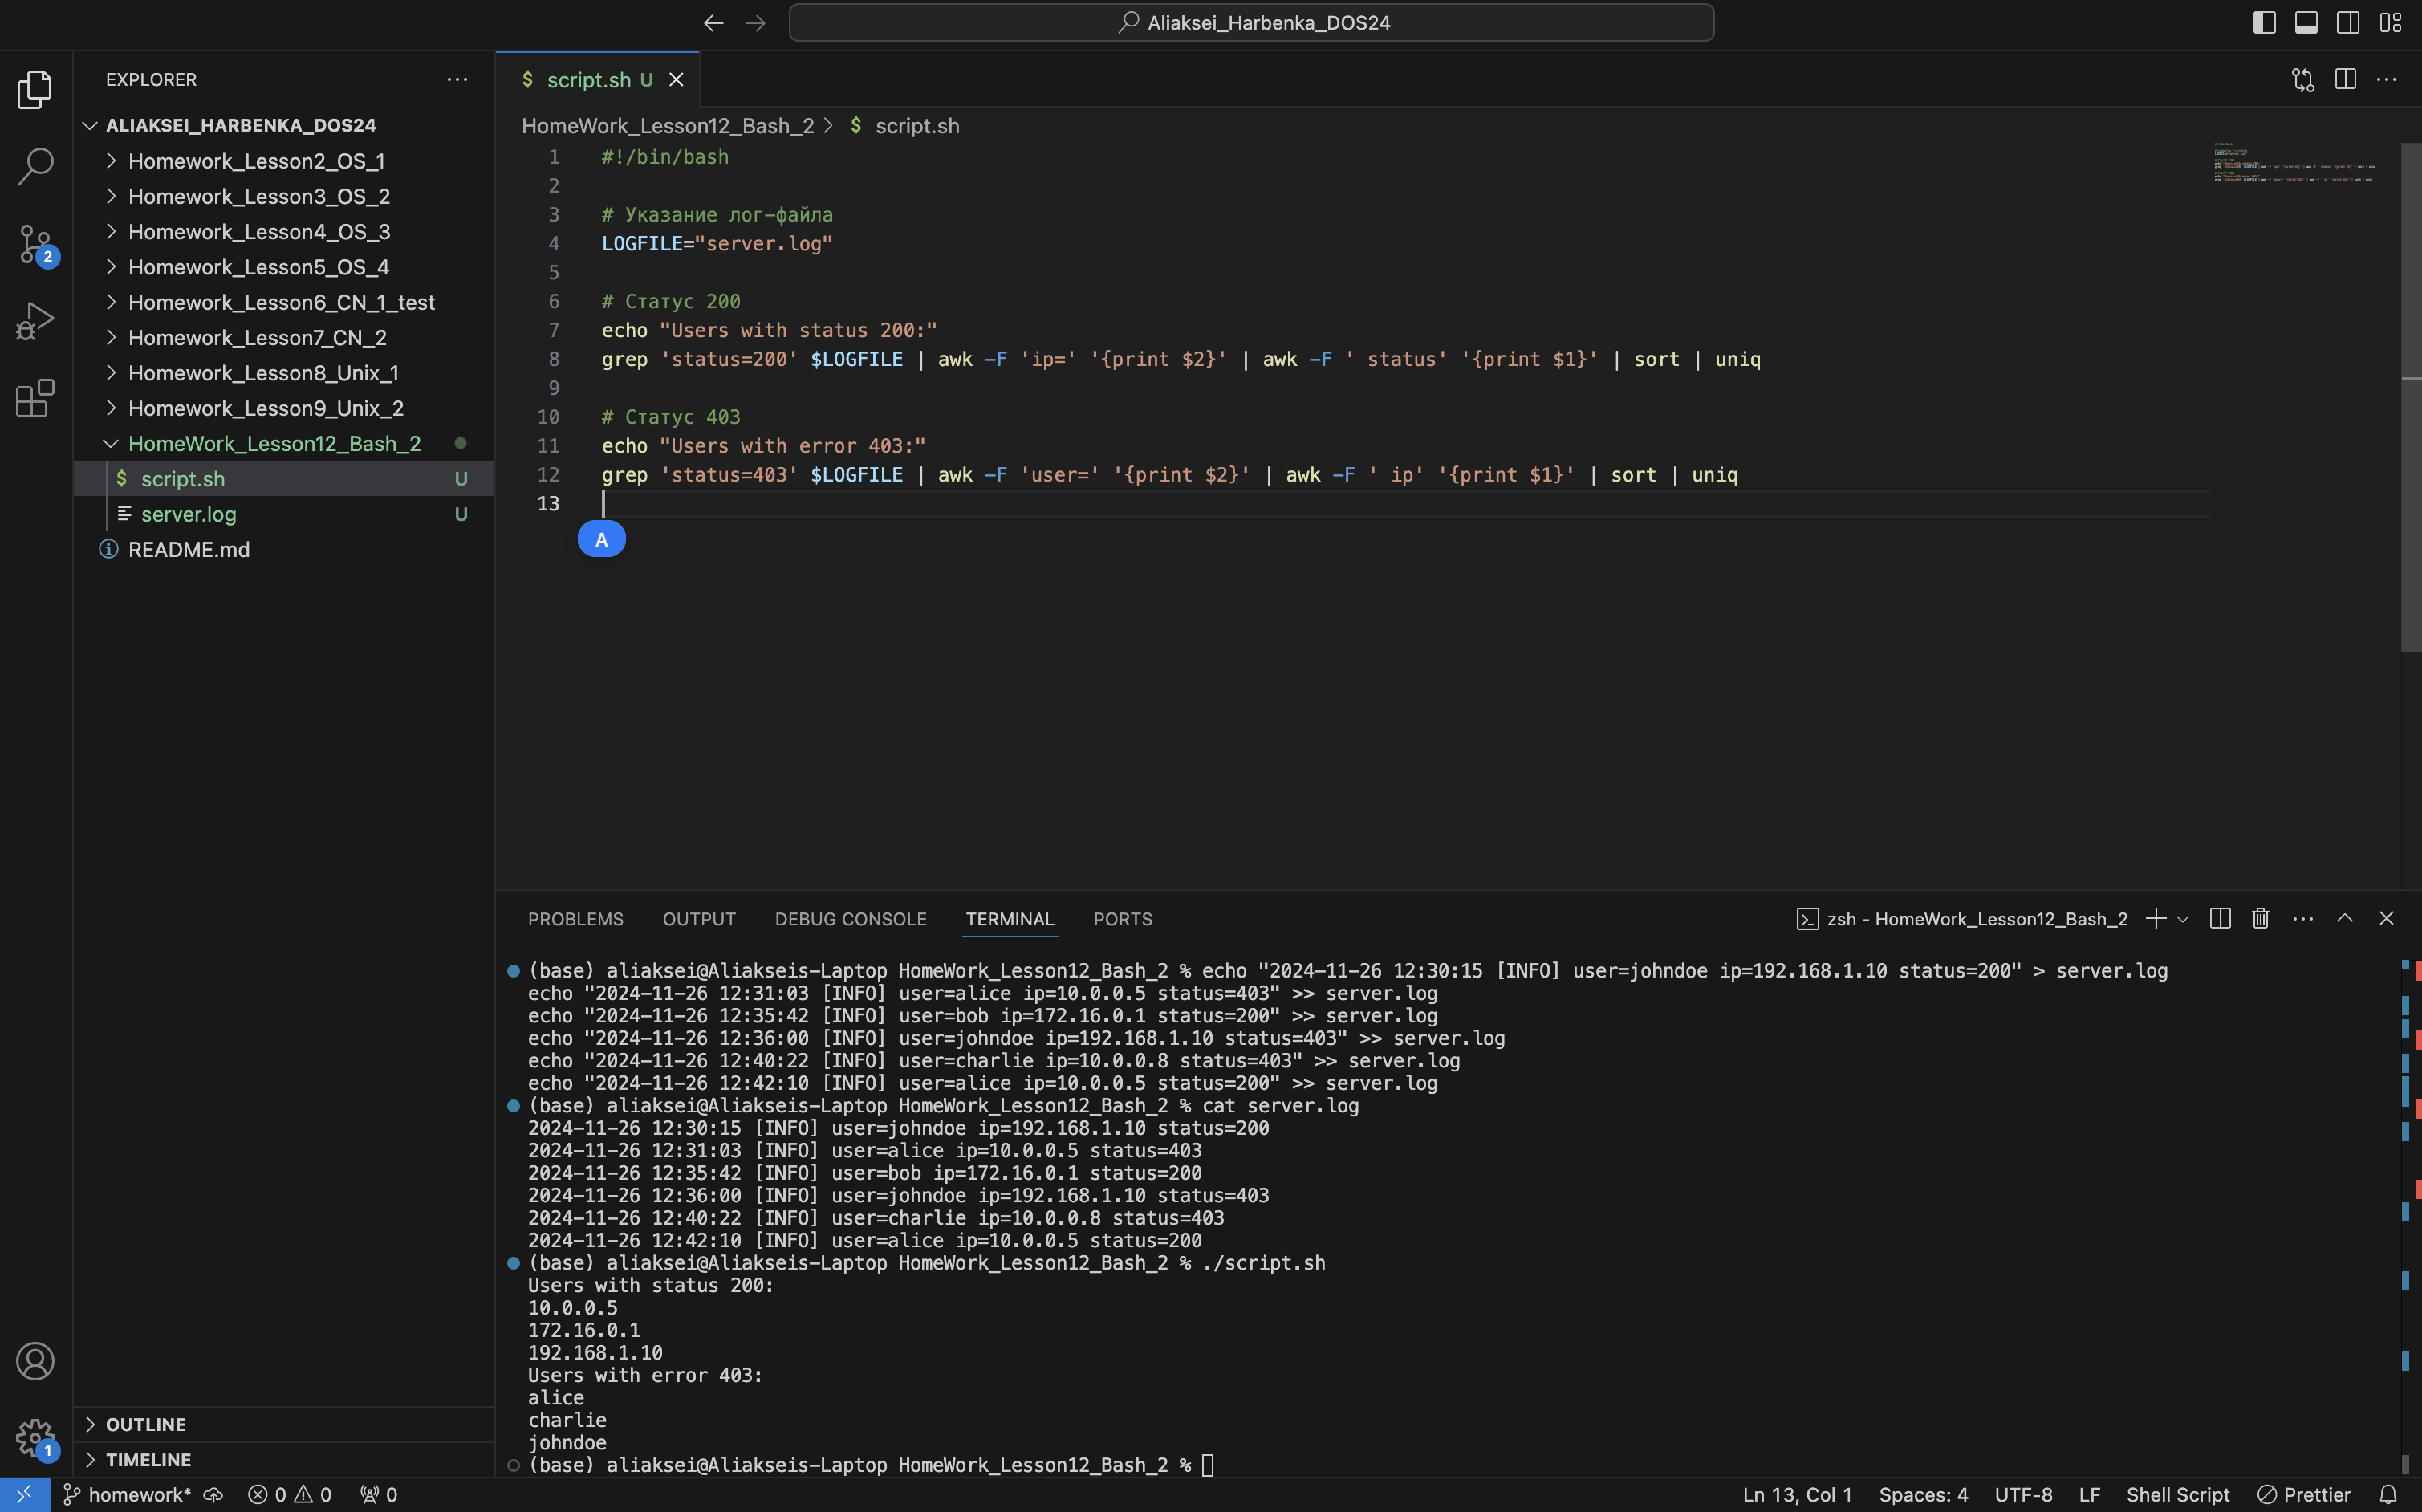 Aliaksei_Harbenka_DOS24
EXPLORER
ALIAKSEI_HARBENKA_DOS24
Homework_Lesson2_OS_1
Homework_Lesson3_OS_2
Homework_Lesson4_OS_3
Homework_Lesson5_OS_4
Homework_Lesson6_CN_1_test
Homework_Lesson7_CN_2
Homework_Lesson8_Unix_1
Homework_Lesson9_Unix_2
HomeWork_Lesson12_Bash_2
$ script.sh U
server.log U
README.md
OUTLINE
TIMELINE
2
1
$ script.sh U
HomeWork_Lesson12_Bash_2 > $ script.sh
1 #!/bin/bash
2
3 # Указание лог-файла
4 LOGFILE="server.log"
5
6 # Статус 200
7 echo "Users with status 200:"
8 grep 'status=200' $LOGFILE | awk -F 'ip=' '{print $2}' | awk -F ' status' '{print $1}' | sort | uniq
9
10 # Статус 403
11 echo "Users with error 403:"
12 grep 'status=403' $LOGFILE | awk -F 'user=' '{print $2}' | awk -F ' ip' '{print $1}' | sort | uniq
13
A
PROBLEMS OUTPUT DEBUG CONSOLE TERMINAL PORTS zsh - HomeWork_Lesson12_Bash_2
(base) aliaksei@Aliakseis-Laptop HomeWork_Lesson12_Bash_2 % echo "2024-11-26 12:30:15 [INFO] user=johndoe ip=192.168.1.10 status=200" > server.log
echo "2024-11-26 12:31:03 [INFO] user=alice ip=10.0.0.5 status=403" >> server.log
echo "2024-11-26 12:35:42 [INFO] user=bob ip=172.16.0.1 status=200" >> server.log
echo "2024-11-26 12:36:00 [INFO] user=johndoe ip=192.168.1.10 status=403" >> server.log
echo "2024-11-26 12:40:22 [INFO] user=charlie ip=10.0.0.8 status=403" >> server.log
echo "2024-11-26 12:42:10 [INFO] user=alice ip=10.0.0.5 status=200" >> server.log
(base) aliaksei@Aliakseis-Laptop HomeWork_Lesson12_Bash_2 % cat server.log
2024-11-26 12:30:15 [INFO] user=johndoe ip=192.168.1.10 status=200
2024-11-26 12:31:03 [INFO] user=alice ip=10.0.0.5 status=403
2024-11-26 12:35:42 [INFO] user=bob ip=172.16.0.1 status=200
2024-11-26 12:36:00 [INFO] user=johndoe ip=192.168.1.10 status=403
2024-11-26 12:40:22 [INFO] user=charlie ip=10.0.0.8 status=403
2024-11-26 12:42:10 [INFO] user=alice ip=10.0.0.5 status=200
(base) aliaksei@Aliakseis-Laptop HomeWork_Lesson12_Bash_2 % ./script.sh
Users with status 200:
10.0.0.5
172.16.0.1
192.168.1.10
Users with error 403:
alice
charlie
johndoe
(base) aliaksei@Aliakseis-Laptop HomeWork_Lesson12_Bash_2 %
homework* 0 0 0 Ln 13, Col 1 Spaces: 4 UTF-8 LF Shell Script Prettier